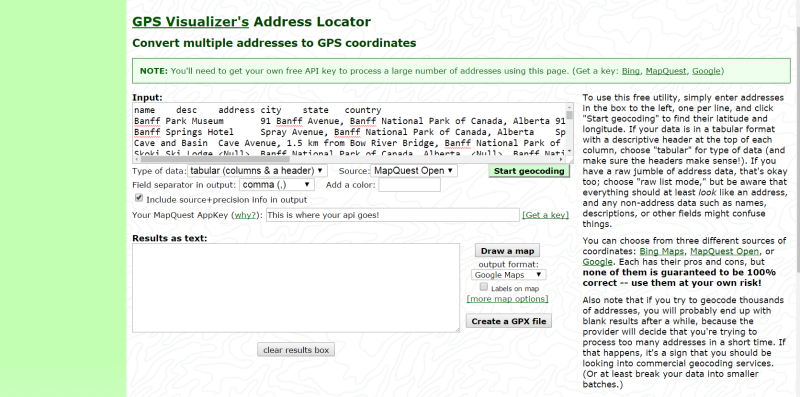 GPS Visualizer's Address Locator
Convert multiple addresses to GPS coordinates
NOTE: You'll need to get your own free API key to process a large number of addresses using this page. (Get a key: Bing, MapQuest, Google)
Input:
name desc address city state country
Banff Park Museum 91 Banff Avenue, Banff National Park of Canada, Alberta 91
Banff Springs Hotel Spray Avenue, Banff National Park of Canada, Alberta Sp
Cave and Basin Cave Avenue, 1.5 km from Bow River Bridge, Banff National Park of
Skoki Ski Lodge <Null> Banff National Park of Canada, Alberta <Null> Banff Nati
Type of data: tabular (columns & a header) Source: MapQuest Open Start geocoding
Field separator in output: comma (,) Add a color:
Include source+precision info in output
Your MapQuest AppKey (why?): This is where your api goes! [Get a key]
Results as text:
Draw a map
output format:
Google Maps
Labels on map
[more map options]
Create a GPX file
clear results box
To use this free utility, simply enter addresses
in the box to the left, one per line, and click
"Start geocoding" to find their latitude and
longitude. If your data is in a tabular format
with a descriptive header at the top of each
column, choose "tabular" for type of data (and
make sure the headers make sense!). If you
have a raw jumble of address data, that's okay
too; choose "raw list mode," but be aware that
everything should at least look like an address,
and any non-address data such as names,
descriptions, or other fields might confuse
things.
You can choose from three different sources of
coordinates: Bing Maps, MapQuest Open, or
Google. Each has their pros and cons, but
none of them is guaranteed to be 100%
correct -- use them at your own risk!
Also note that if you try to geocode thousands
of addresses, you will probably end up with
blank results after a while, because the
provider will decide that you're trying to
process too many addresses in a short time. If
that happens, it's a sign that you should be
looking into commercial geocoding services.
(Or at least break your data into smaller
batches.)